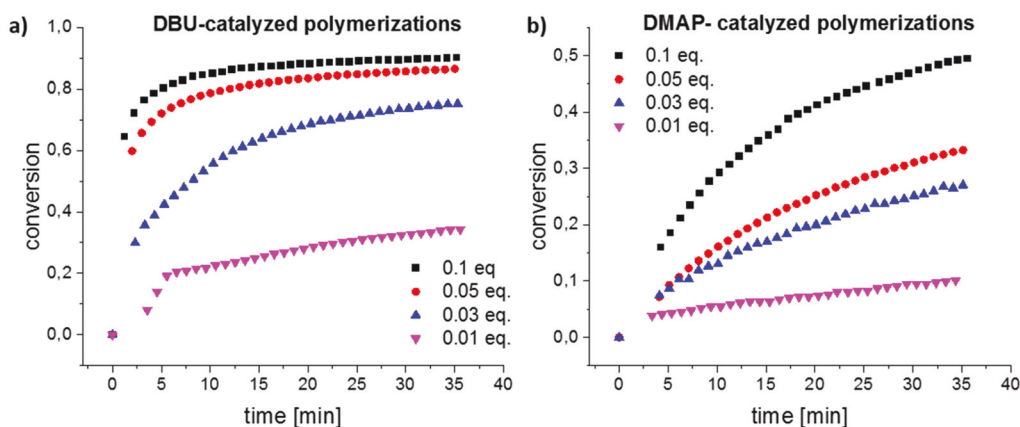 a)
DBU-catalyzed polymerizations
1,0
0,8
0,6
0,4
0,2
0,0
conversion
0
5
10
15
20
25
30
35
40
time [min]
0.1 eq
0.05 eq.
0.03 eq.
0.01 eq.
b)
DMAP- catalyzed polymerizations
0,5
0,4
0,3
0,2
0,1
0,0
conversion
0.1 eq.
0.05 eq.
0.03 eq.
0.01 eq.
0
5
10
15
20
25
30
35
40
time [min]